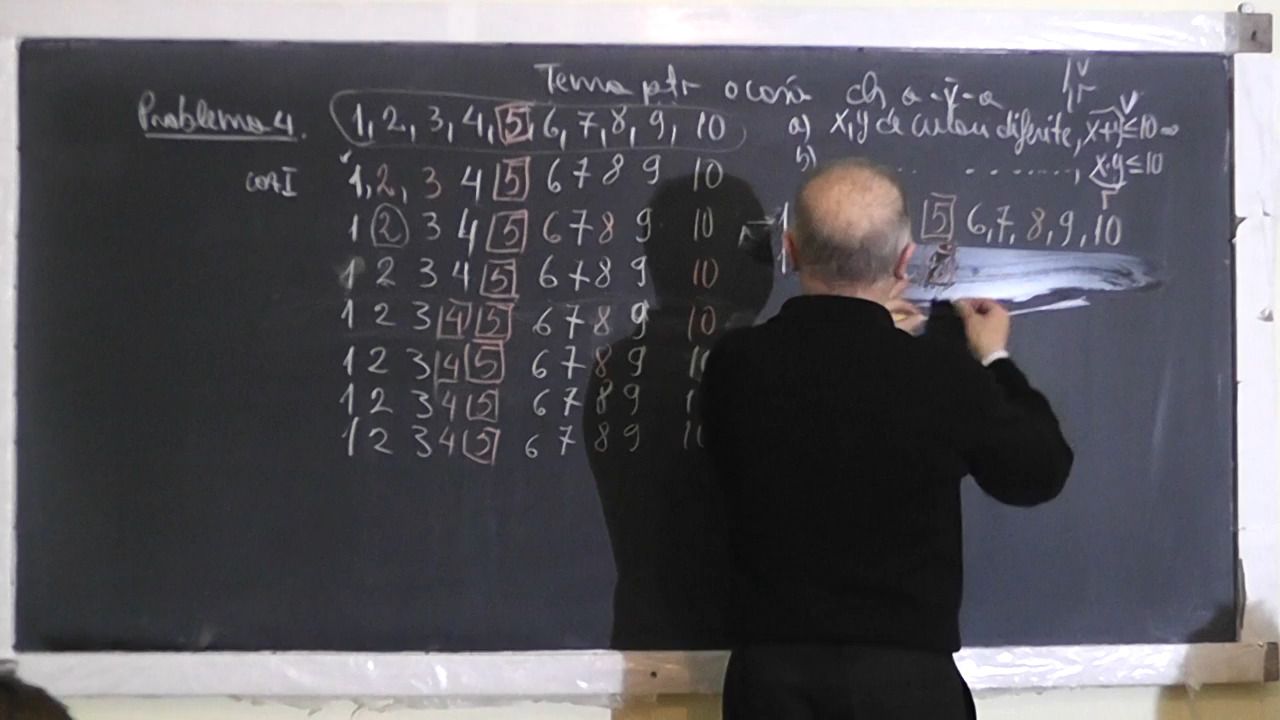 Tema ptr acasă cls a-V-a
v
r
Problema 4. 1, 2, 3, 4, 5, 6, 7, 8, 9, 10
a) x,y de culori diferite, x+y ≤ 10
v
b) . . . . . . . . , x·y ≤ 10
r
caz I 1, 2, 3 4 5 6 7 8 9 10
1 2 3 4 5 6 7 8 9 10
5 6, 7, 8, 9, 10
1 2 3 4 5 6 7 8 9 10
1 2 3 4 5 6 7 8 9 10
1 2 3 4 5 6 7 8 9
1 2 3 4 5 6 7 8 9
1 2 3 4 5 6 7 8 9